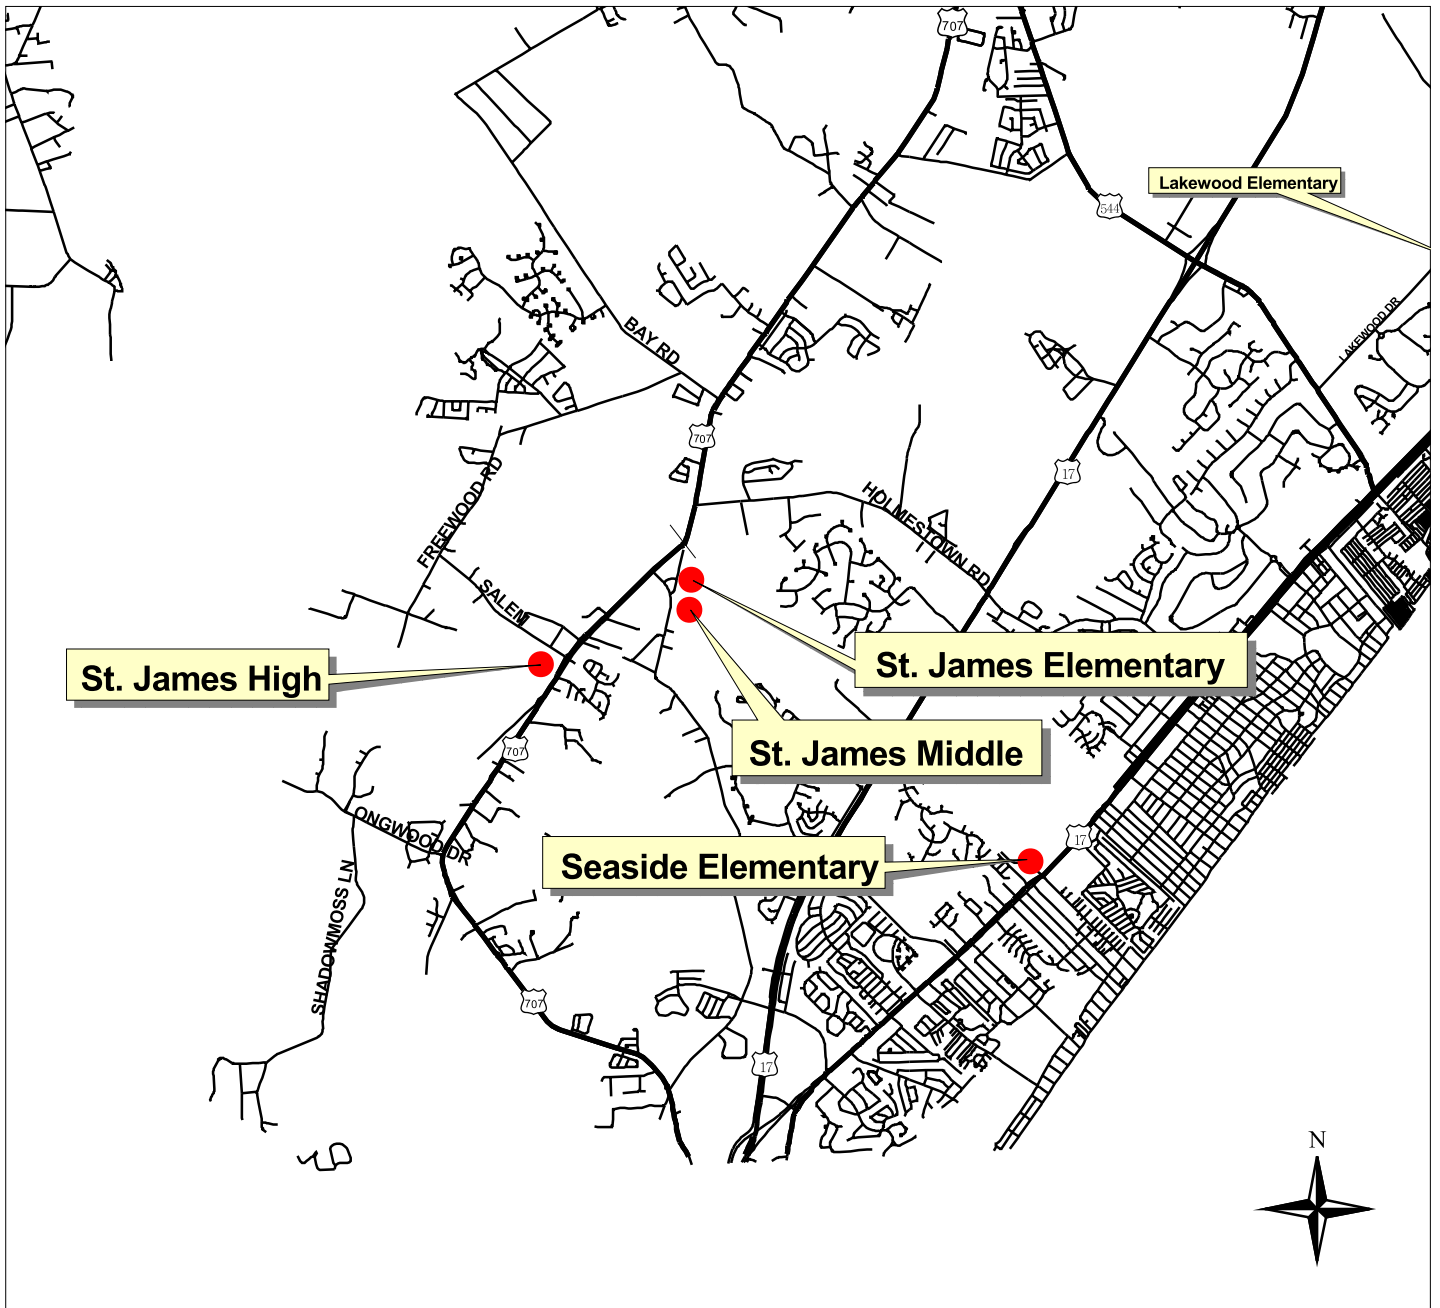 707
Lakewood Elementary
544
LAKEWOOD DR
BAY RD
707
17
FREEWOOD RD
HOLMESTOWN RD
SALEM
St. James High
St. James Elementary
707
St. James Middle
ONGWOOD DR
17
Seaside Elementary
SHADOWMOSS LN
707
17
N